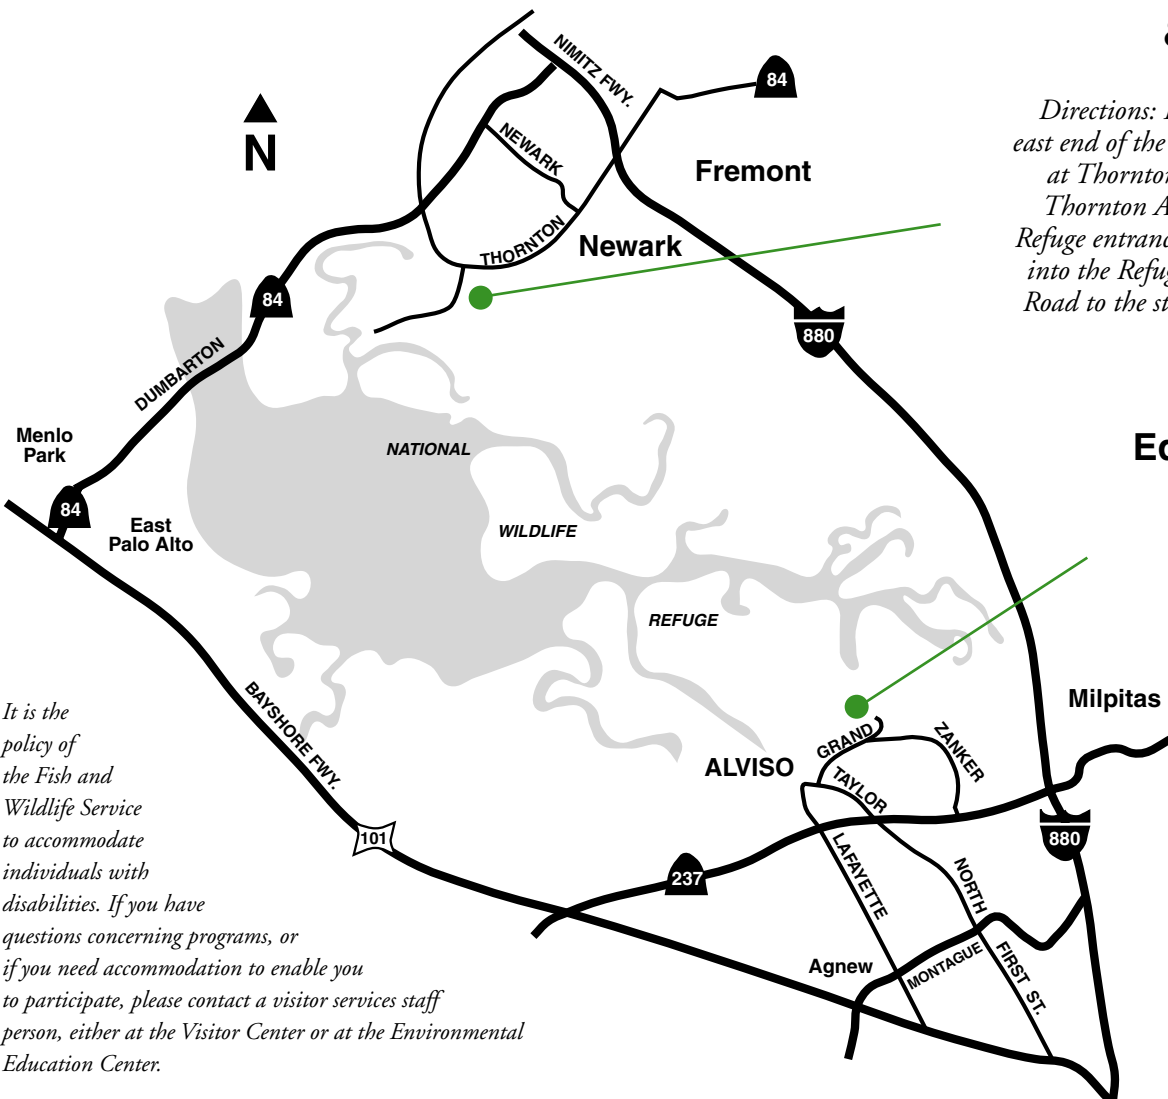 NIMITZ FWY.
84
N
NEWARK
Fremont
THORNTON
Newark
Directions:
east end of the
at Thornton
Thornton
Refuge
into the
Road to the
84
880
DUMBARTON
Menlo
Park
NATIONAL
84
East
Palo Alto
WILDLIFE
REFUGE
Milpitas
BAYSHORE FWY.
GRAND
ZANKER
ALVISO
TAYLOR
101
880
LAFAYETTE
237
NORTH
FIRST ST.
Agnew
MONTAGUE
It is the
policy of
the Fish and
Wildlife Service
to accommodate
individuals with
disabilities. If you have
questions concerning programs, or
if you need accommodation to enable you
to participate, please contact a visitor services staff
person, either at the Visitor Center or at the Environmental
Education Center.